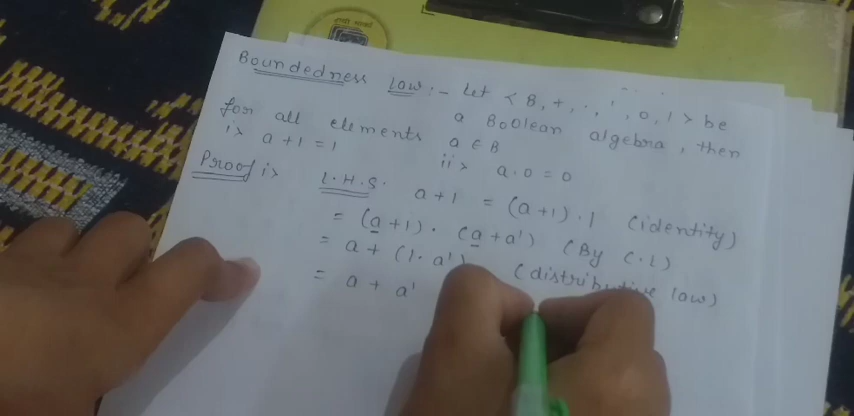 Boundedness Law :- Let < B, +, ., ', 0, 1 > be
a Boolean algebra, then
for all elements a ∈ B
i> a + 1 = 1 ii> a . 0 = 0
Proof i> L.H.S. a + 1 = (a + 1) . 1 (identity)
= (a + 1) . (a + a') (By C.L)
= a + (1 . a') (distributive law)
= a + a'